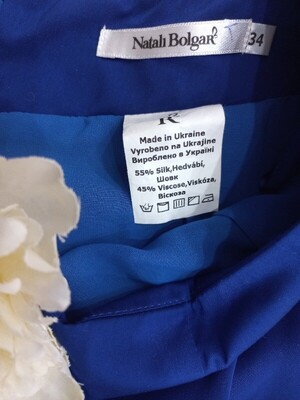 Natali Bolgar
34
Made in Ukraine
Vyrobeno na Ukrajine
Вироблено в Україні
55% Silk,Hedvábí,
Шовк
45% Viscose,Viskóza,
Віскоза